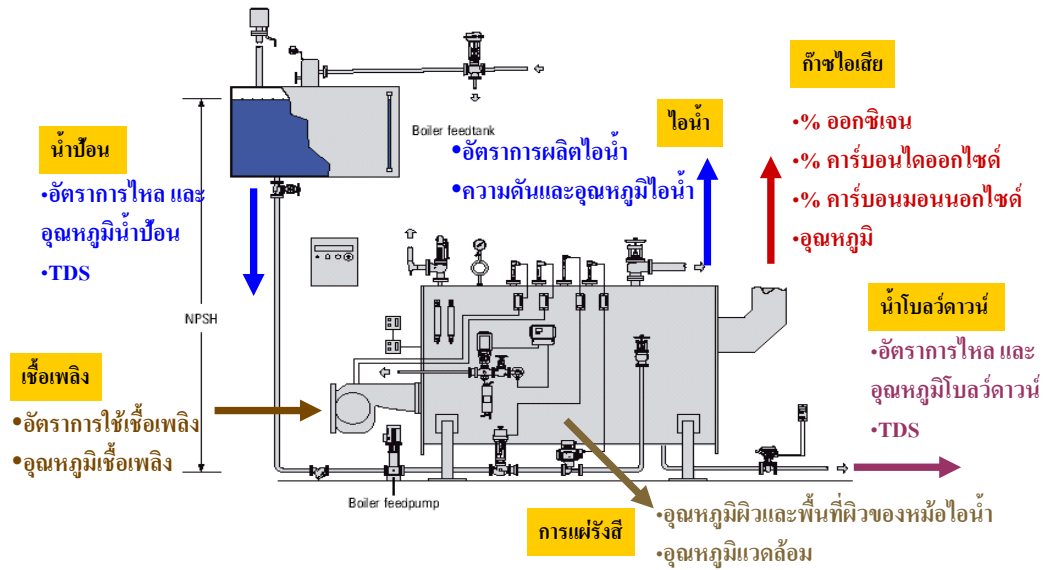 ก๊าซไอเสีย
•% ออกซิเจน
•% คาร์บอนไดออกไซด์
•% คาร์บอนมอนนอกไซด์
•อุณหภูมิ
ไอน้ำ
Boiler feedtank
•อัตราการผลิตไอน้ำ
•ความดันและอุณหภูมิไอน้ำ
น้ำป้อน
•อัตราการไหล และ
อุณหภูมิน้ำป้อน
•TDS
NPSH
น้ำโบลว์ดาวน์
•อัตราการไหล และ
อุณหภูมิโบลว์ดาวน์
•TDS
เชื้อเพลิง
•อัตราการใช้เชื้อเพลิง
•อุณหภูมิเชื้อเพลิง
Boiler feedpump
การแผ่รังสี
•อุณหภูมิผิวและพื้นที่ผิวของหม้อไอน้ำ
•อุณหภูมิแวดล้อม